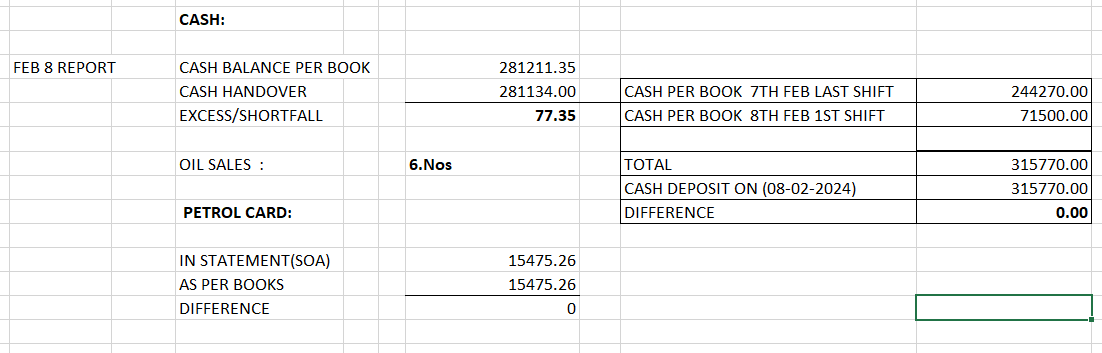 CASH:
FEB 8 REPORT CASH BALANCE PER BOOK 281211.35
CASH HANDOVER 281134.00 CASH PER BOOK 7TH FEB LAST SHIFT 244270.00
EXCESS/SHORTFALL 77.35 CASH PER BOOK 8TH FEB 1ST SHIFT 71500.00
OIL SALES : 6.Nos TOTAL 315770.00
CASH DEPOSIT ON (08-02-2024) 315770.00
PETROL CARD: DIFFERENCE 0.00
IN STATEMENT(SOA) 15475.26
AS PER BOOKS 15475.26
DIFFERENCE 0